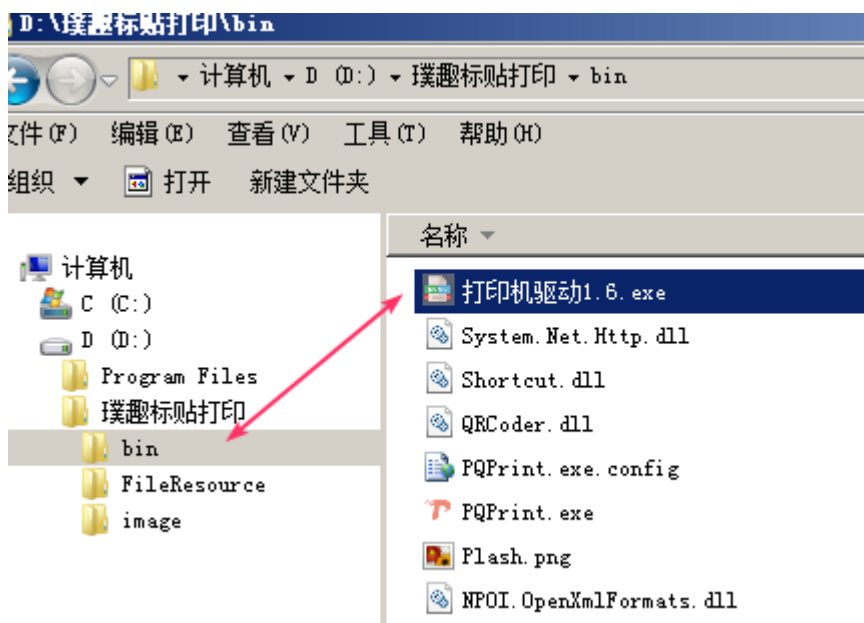 D:\璞趣标贴打印\bin
计算机 D (D:) 璞趣标贴打印 bin
文件(F) 编辑(E) 查看(V) 工具(T) 帮助(H)
组织 打开 新建文件夹
名称
计算机
C (C:)
D (D:)
Program Files
璞趣标贴打印
bin
FileResource
image
打印机驱动1.6.exe
System.Net.Http.dll
Shortcut.dll
QRCoder.dll
PQPrint.exe.config
PQPrint.exe
Plash.png
NPOI.OpenXmlFormats.dll